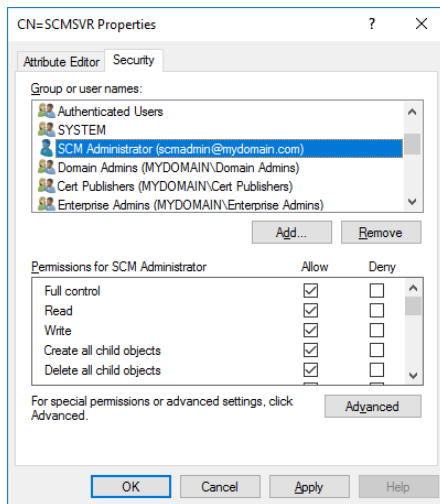 CN=SCMSVR Properties ? ×
Attribute Editor Security
Group or user names:
Authenticated Users
SYSTEM
SCM Administrator (scmadmin@mydomain.com)
Domain Admins (MYDOMAIN\Domain Admins)
Cert Publishers (MYDOMAIN\Cert Publishers)
Enterprise Admins (MYDOMAIN\Enterprise Admins)
Add... Remove
Permissions for SCM Administrator Allow Deny
Full control
Read
Write
Create all child objects
Delete all child objects
For special permissions or advanced settings, click
Advanced.
Advanced
OK Cancel Apply Help